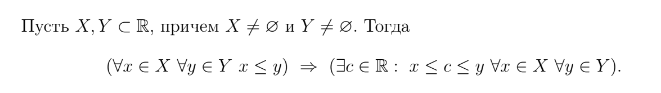 Пусть X, Y ⊂ ℝ, причем X ≠ ∅ и Y ≠ ∅. Тогда
(∀x ∈ X ∀y ∈ Y x ≤ y) ⇒ (∃c ∈ ℝ : x ≤ c ≤ y ∀x ∈ X ∀y ∈ Y).